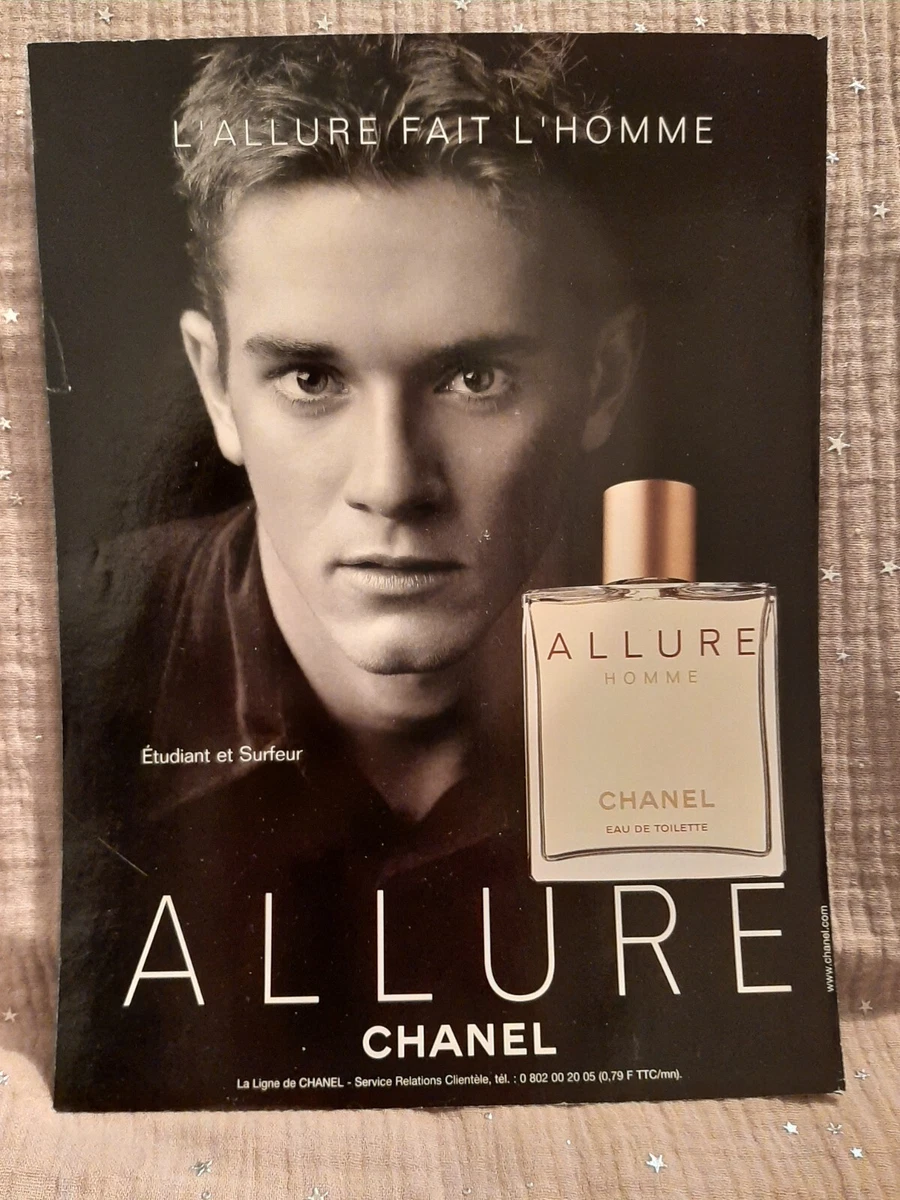 L'ALLURE FAIT L'HOMME
ALLURE
HOMME
CHANEL
EAU DE TOILETTE
Étudiant et Surfeur
ALLURE
www.chanel.com
CHANEL
La Ligne de CHANEL - Service Relations Clientèle, tél. : 0 802 00 20 05 (0,79 F TTC/mn).